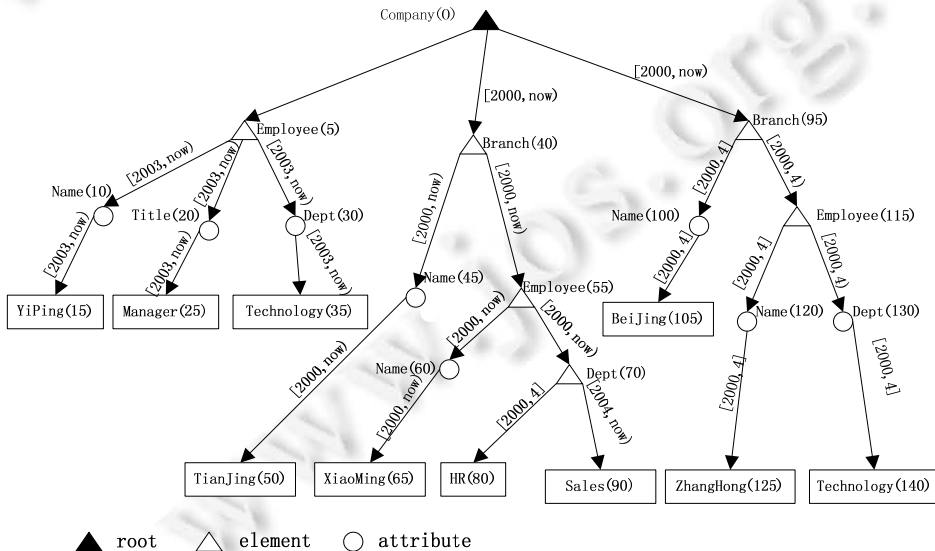 Company(0)
[2000,now)
[2000,now)
Employee(5)
Branch(40)
Branch(95)
[2003,now)
[2003,now)
[2003,now)
[2000,now)
[2000,now)
[2000,4]
[2000,4)
Name(10)
Title(20)
Dept(30)
Name(100)
Employee(115)
[2003,now)
[2003,now)
[2003,now)
[2000,4]
[2000,4]
[2000,4)
Name(45)
Employee(55)
YiPing(15)
Manager(25)
Technology(35)
BeiJing(105)
Name(120)
Dept(130)
[2000,now)
[2000,now)
[2000,now)
Name(60)
Dept(70)
[2000,now)
[2000,4]
[2004,now)
[2000,4]
[2000,4]
TianJing(50)
XiaoMing(65)
HR(80)
Sales(90)
ZhangHong(125)
Technology(140)
root
element
attribute
www.jos.org.